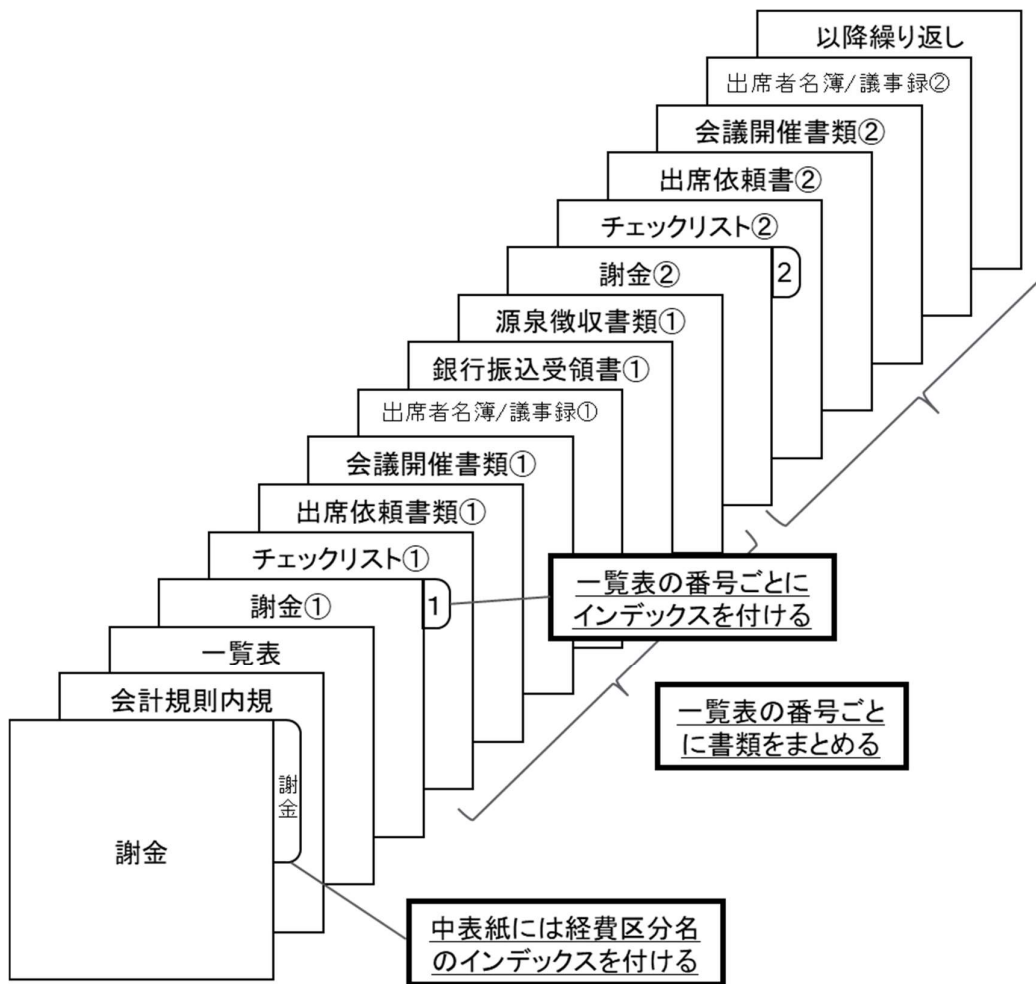 以降繰り返し
出席者名簿/議事録②
会議開催書類②
出席依頼書②
チェックリスト②
謝金②
2
源泉徴収書類①
銀行振込受領書①
出席者名簿/議事録①
会議開催書類①
出席依頼書類①
チェックリスト①
謝金①
1
一覧表の番号ごとに
インデックスを付ける
一覧表
会計規則内規
一覧表の番号ごと
に書類をまとめる
謝金
謝金
中表紙には経費区分名
のインデックスを付ける